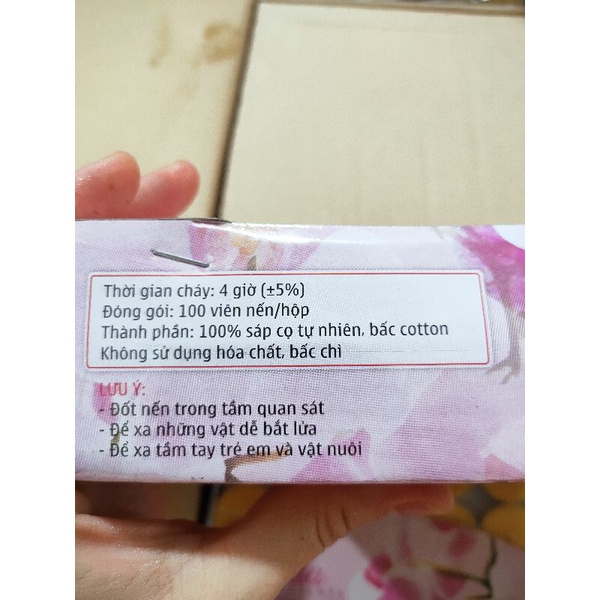 Thời gian cháy: 4 giờ (±5%)
Đóng gói: 100 viên nến/hộp
Thành phần: 100% sáp cọ tự nhiên, bấc cotton
Không sử dụng hóa chất, bấc chì
LƯU Ý:
- Đốt nến trong tầm quan sát
- Để xa những vật dễ bắt lửa
- Để xa tầm tay trẻ em và vật nuôi